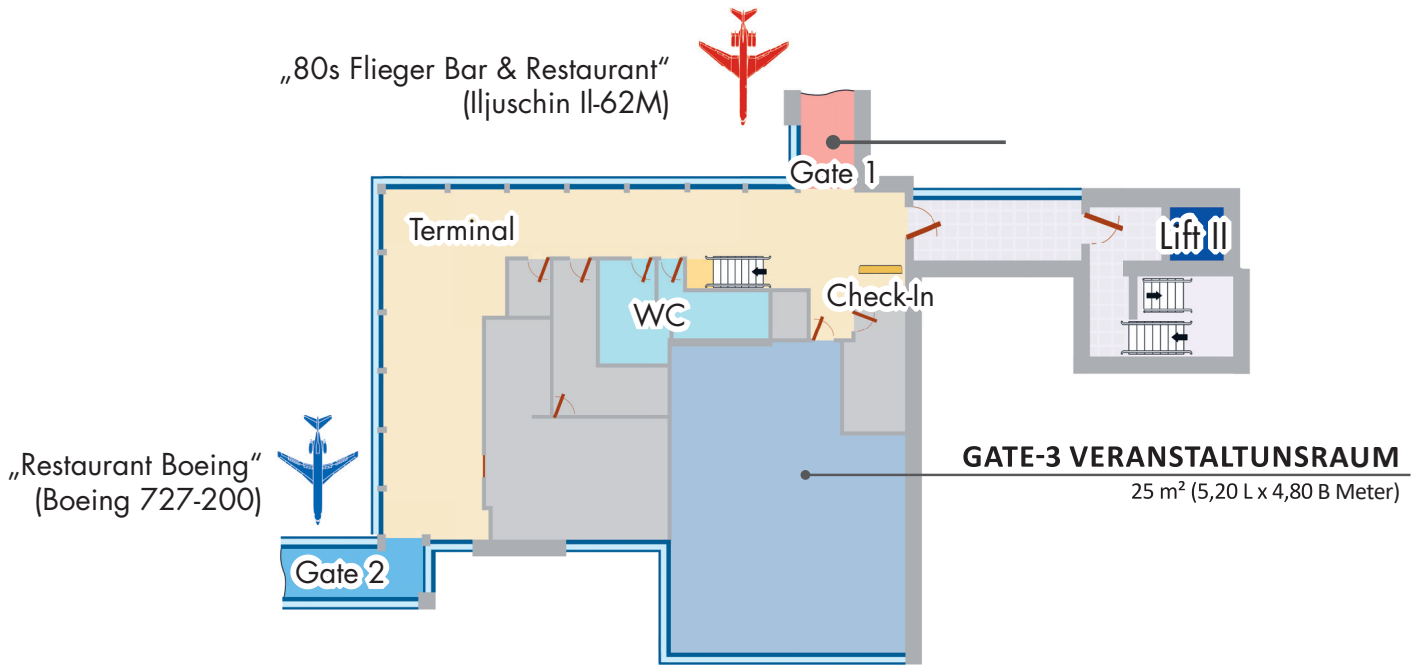 „80s Flieger Bar & Restaurant“
(Iljuschin Il-62M)
Gate 1
Terminal
Lift II
Check-In
WC
„Restaurant Boeing“
(Boeing 727-200)
GATE-3 VERANSTALTUNSRAUM
25 m² (5,20 L x 4,80 B Meter)
Gate 2